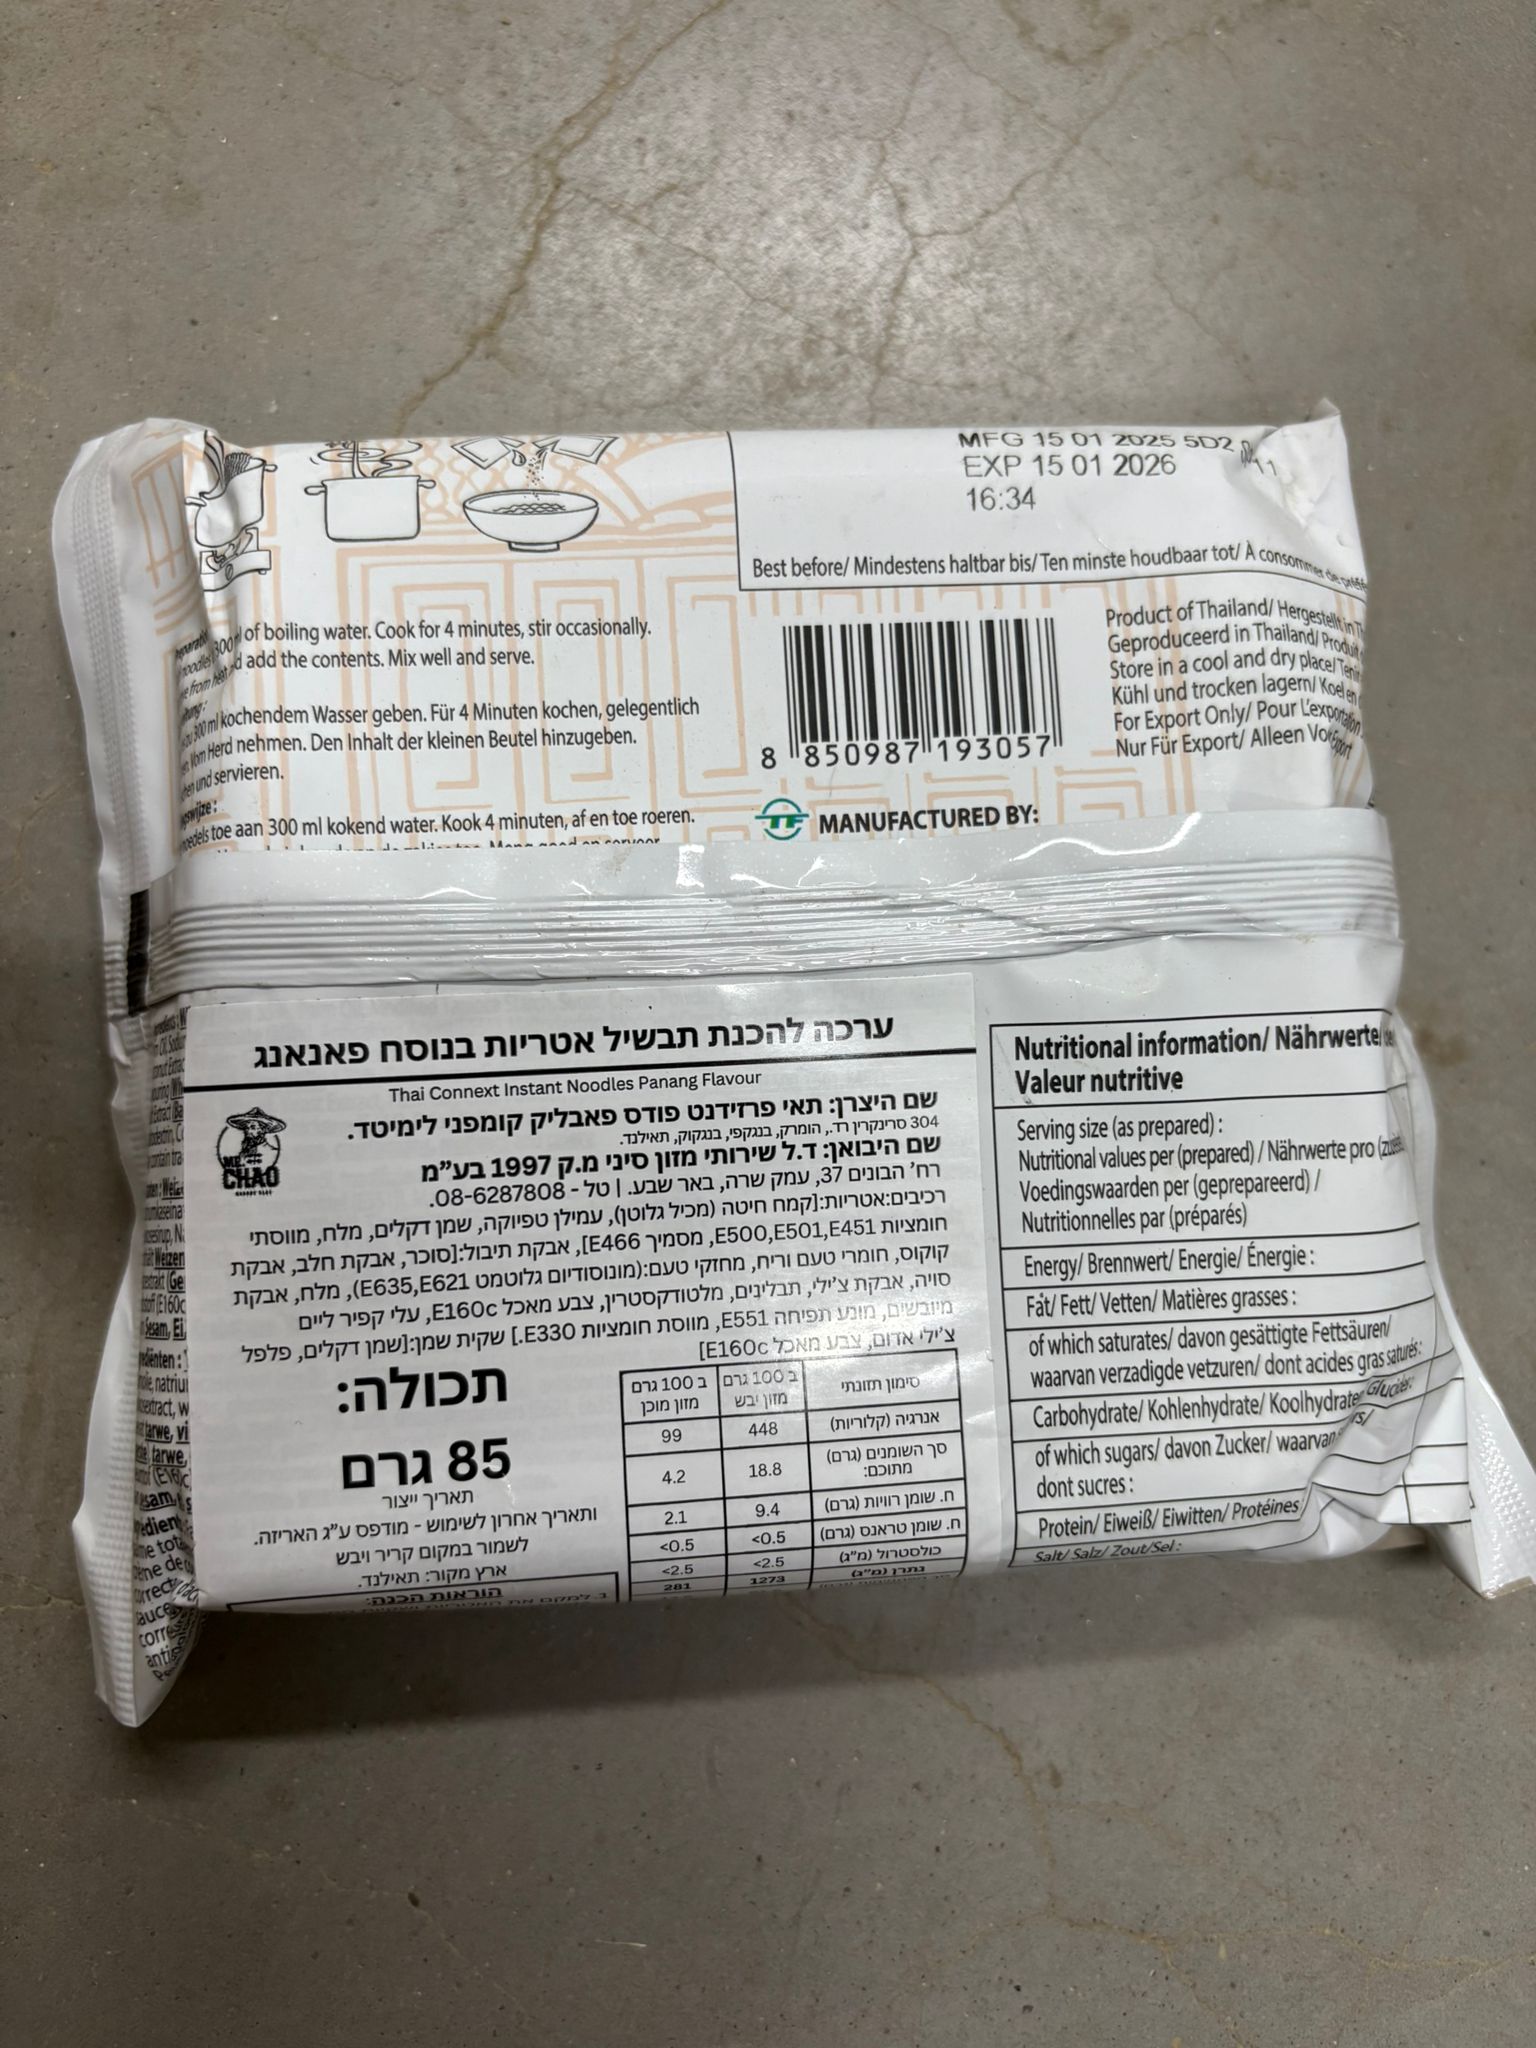 MFG 15 01 2025 5D2
EXP 15 01 2026
16:34
Best before/ Mindestens haltbar bis/ Ten minste houdbaar tot/ À consommer de
300 of boiling water. Cook for 4 minutes, stir occasionally.
from heat add the contents. Mix well and serve.
300 ml kochendem Wasser geben. Für 4 Minuten kochen, gelegentlich
Vom Herd nehmen. Den Inhalt der kleinen Beutel hinzugeben.
und servieren.
toe aan 300 ml kokend water. Kook 4 minuten, af en toe roeren.
8 850987 193057
Product of Thailand/ Hergestellt in
Geproduceerd in Thailand/ Produit
Store in a cool and dry place/
Kühl und trocken lagern/ Koel en
For Export Only/ Pour L'exportation
Nur Für Export/ Alleen Vor Export
TF MANUFACTURED BY:
ערכה להכנת תבשיל אטריות בנוסח פאנאנג
Thai Connext Instant Noodles Panang Flavour
MR. CHAO
שם היצרן: תאי פרזידנט פודס פאבליק קומפני לימיטד.
304 סרינקרין רד., הומרק, בנגקפי, בנגקוק, תאילנד.
שם היבואן: ד.ל שירותי מזון סיני מ.ק 1997 בע"מ
רח' הבונים 37, עמק שרה, באר שבע. | טל - 08-6287808.
רכיבים:אטריות:[קמח חיטה (מכיל גלוטן), עמילן טפיוקה, שמן דקלים, מלח, מווסתי
חומציות E500,E501,E451, מסמיך E466], אבקת תיבול:[סוכר, אבקת חלב, אבקת
קוקוס, חומרי טעם וריח, מחזקי טעם:(מונוסודיום גלוטמט E635,E621), מלח, אבקת
סויה, אבקת צ'ילי, תבלינים, מלטודקסטרין, צבע מאכל E160c, עלי קפיר ליים
מיובשים, מונע תפיחה E551, מווסת חומציות E330.] שקית שמן:[שמן דקלים, פלפל
צ'ילי אדום, צבע מאכל E160c]
תכולה:
85 גרם
תאריך ייצור
ותאריך אחרון לשימוש - מודפס ע"ג האריזה.
לשמור במקום קריר ויבש
ארץ מקור: תאילנד.
הוראות הכנה:
סימון תזונתי ב 100 גרם מזון יבש ב 100 גרם מזון מוכן
אנרגיה (קלוריות) 448 99
סך השומנים (גרם) מתוכם: 18.8 4.2
ח. שומן רוויות (גרם) 9.4 2.1
ח. שומן טראנס (גרם) <0.5 <0.5
כולסטרול (מ"ג) <2.5 <2.5
נתרן (מ"ג) 1273 281
Nutritional information/ Nährwerte/
Valeur nutritive
Serving size (as prepared) :
Nutritional values per (prepared) / Nährwerte pro
Voedingswaarden per (geprepareerd) /
Nutritionnelles par (préparés)
Energy/ Brennwert/ Energie/ Énergie :
Fat/ Fett/ Vetten/ Matières grasses :
of which saturates/ davon gesättigte Fettsäuren/
waarvan verzadigde vetzuren/ dont acides gras saturés:
Carbohydrate/ Kohlenhydrate/ Koolhydraten Glucides:
of which sugars/ davon Zucker/ waarvan
dont sucres :
Protein/ Eiweiß/ Eiwitten/ Protéines
Salt/ Salz/ Zout/Sel :